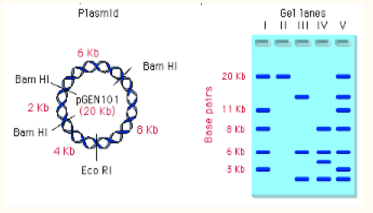 Plasmid
6 Kb
Bam HI
Bam HI
pGEN101
(20 Kb)
2 Kb
8 Kb
Bam HI
4 Kb
Eco RI
Gel lanes
I II III IV V
Base pairs
20 Kb
11 Kb
8 Kb
6 Kb
3 Kb